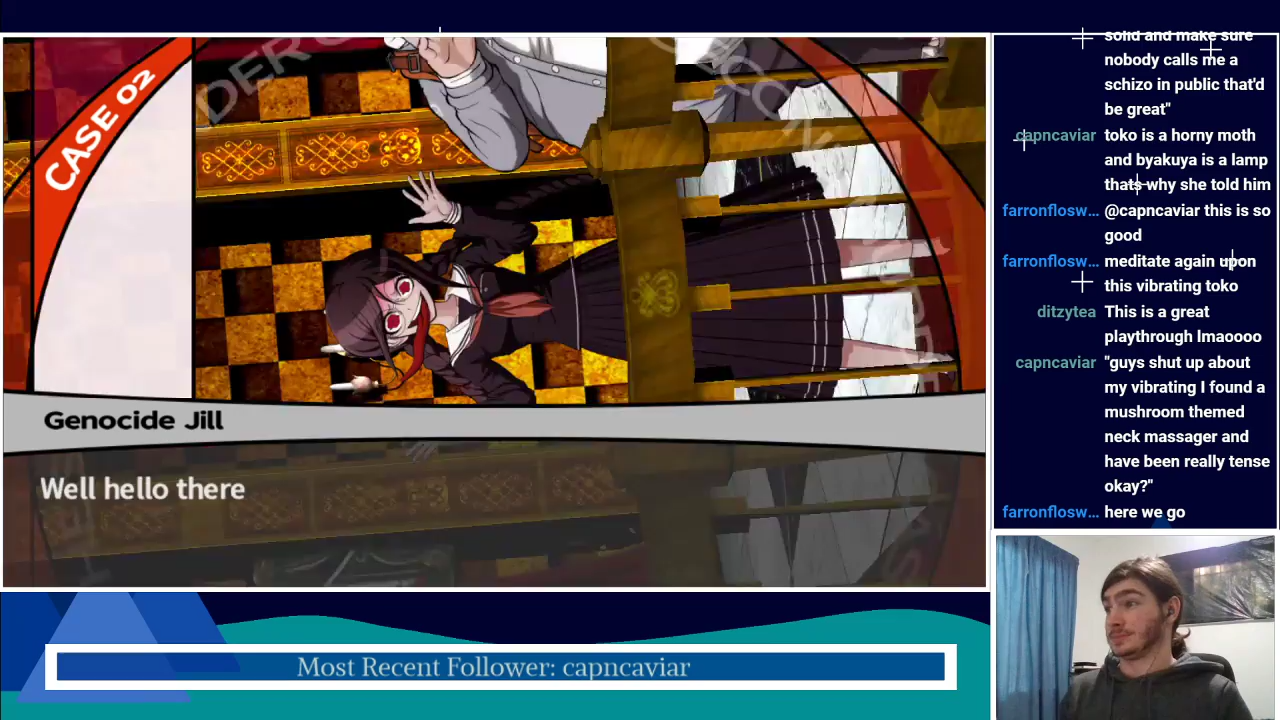 CASE 02
Genocide Jill
Well hello there
solid and make sure
nobody calls me a
schizo in public that'd
be great"
capncaviar toko is a horny moth
and byakuya is a lamp
thats why she told him
farronflosw... @capncaviar this is so
good
farronflosw... meditate again upon
this vibrating toko
ditzytea This is a great
playthrough lmaoooo
capncaviar "guys shut up about
my vibrating I found a
mushroom themed
neck massager and
have been really tense
okay?"
farronflosw... here we go
Most Recent Follower: capncaviar